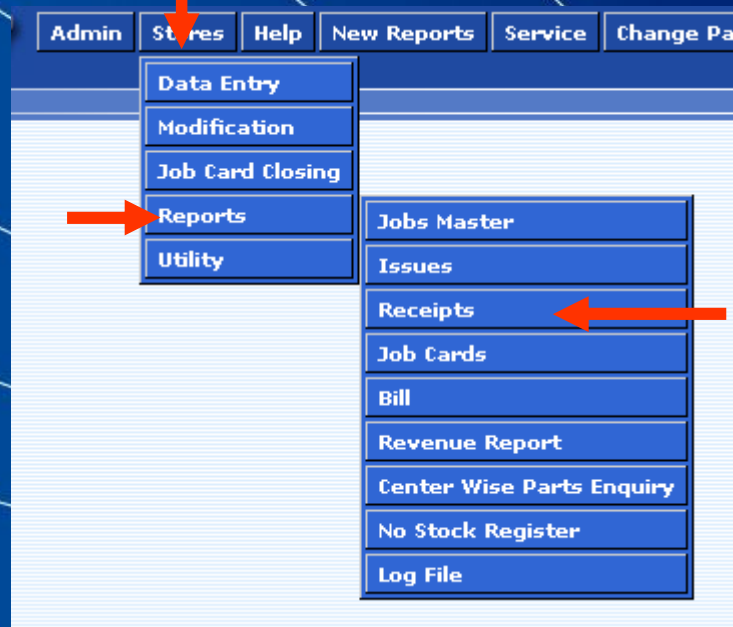 Admin Stores Help New Reports Service Change Pa
Data Entry
Modification
Job Card Closing
Reports
Utility
Jobs Master
Issues
Receipts
Job Cards
Bill
Revenue Report
Center Wise Parts Enquiry
No Stock Register
Log File